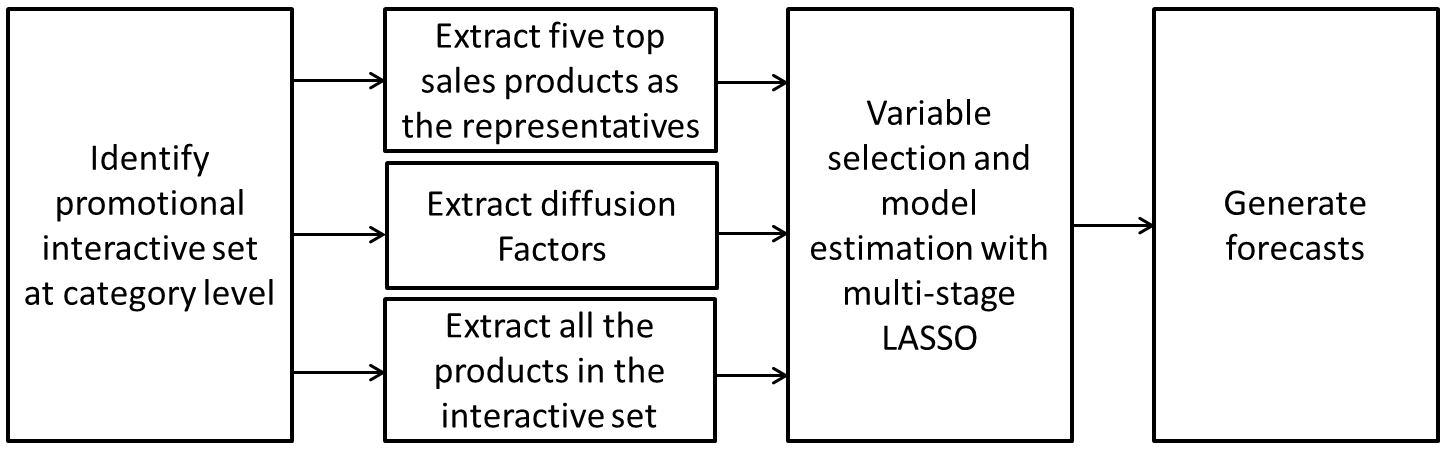 Identify
promotional
interactive set
at category level
Extract five top
sales products as
the representatives
Extract diffusion
Factors
Extract all the
products in the
interactive set
Variable
selection and
model
estimation with
multi-stage
LASSO
Generate
forecasts